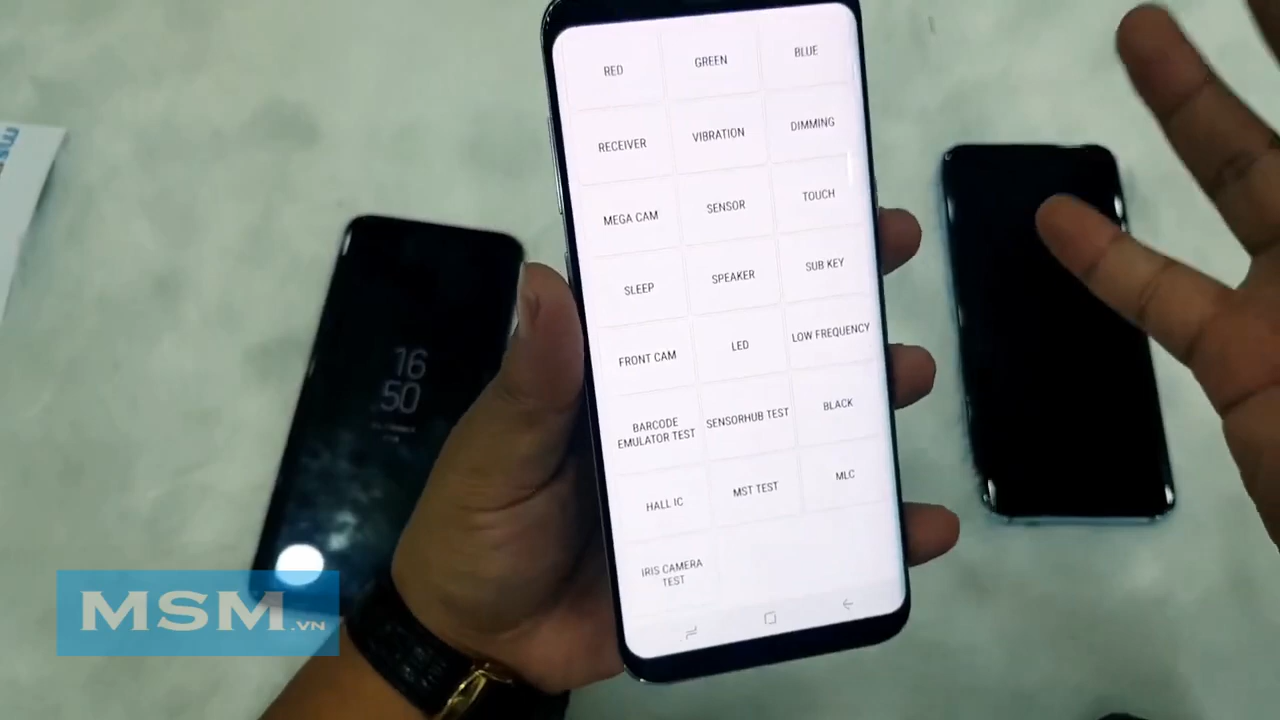 RED
GREEN
BLUE
RECEIVER
VIBRATION
DIMMING
MEGA CAM
SENSOR
TOUCH
SLEEP
SPEAKER
SUB KEY
FRONT CAM
LED
LOW FREQUENCY
BARCODE
EMULATOR TEST
SENSORHUB TEST
BLACK
HALL IC
MST TEST
MLC
IRIS CAMERA
TEST
16
50
MSM.VN